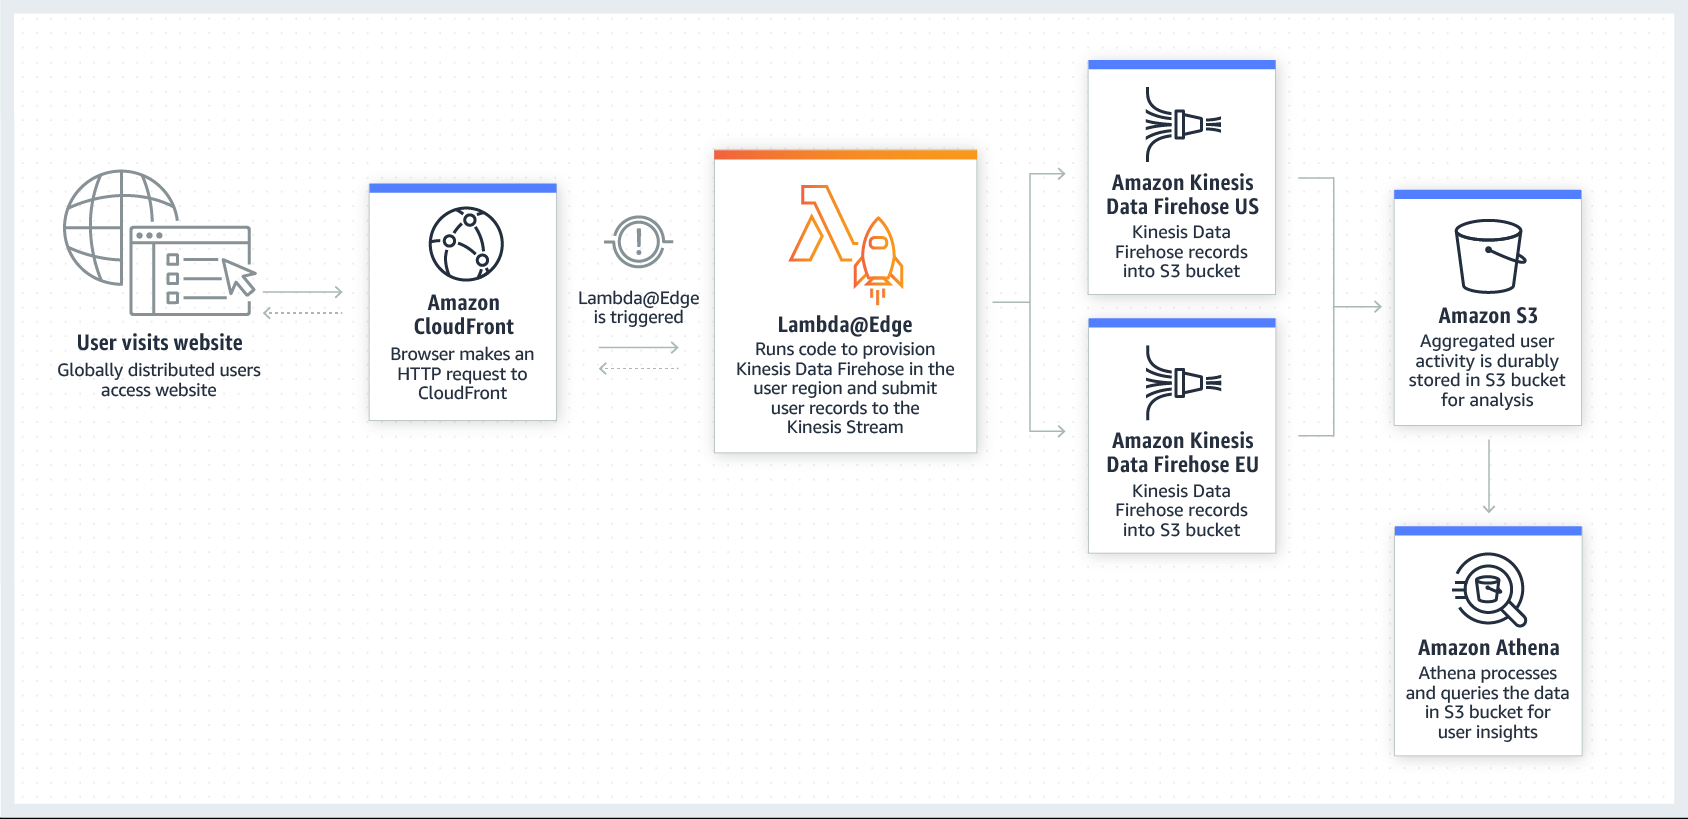 User visits website
Globally distributed users
access website
Amazon
CloudFront
Browser makes an
HTTP request to
CloudFront
Lambda@Edge
is triggered
Lambda@Edge
Runs code to provision
Kinesis Data Firehose in the
user region and submit
user records to the
Kinesis Stream
Amazon Kinesis
Data Firehose US
Kinesis Data
Firehose records
into S3 bucket
Amazon Kinesis
Data Firehose EU
Kinesis Data
Firehose records
into S3 bucket
Amazon S3
Aggregated user
activity is durably
stored in S3 bucket
for analysis
Amazon Athena
Athena processes
and queries the data
in S3 bucket for
user insights